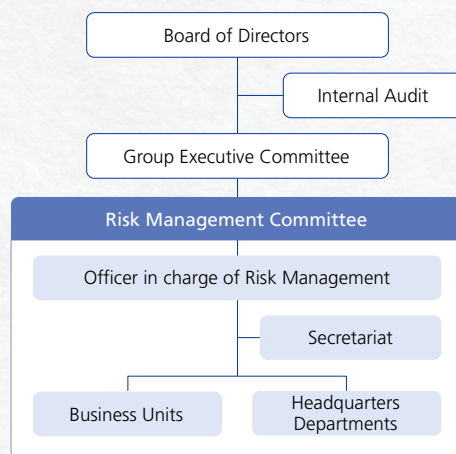 Board of Directors
Internal Audit
Group Executive Committee
Risk Management Committee
Officer in charge of Risk Management
Secretariat
Business Units
Headquarters
Departments